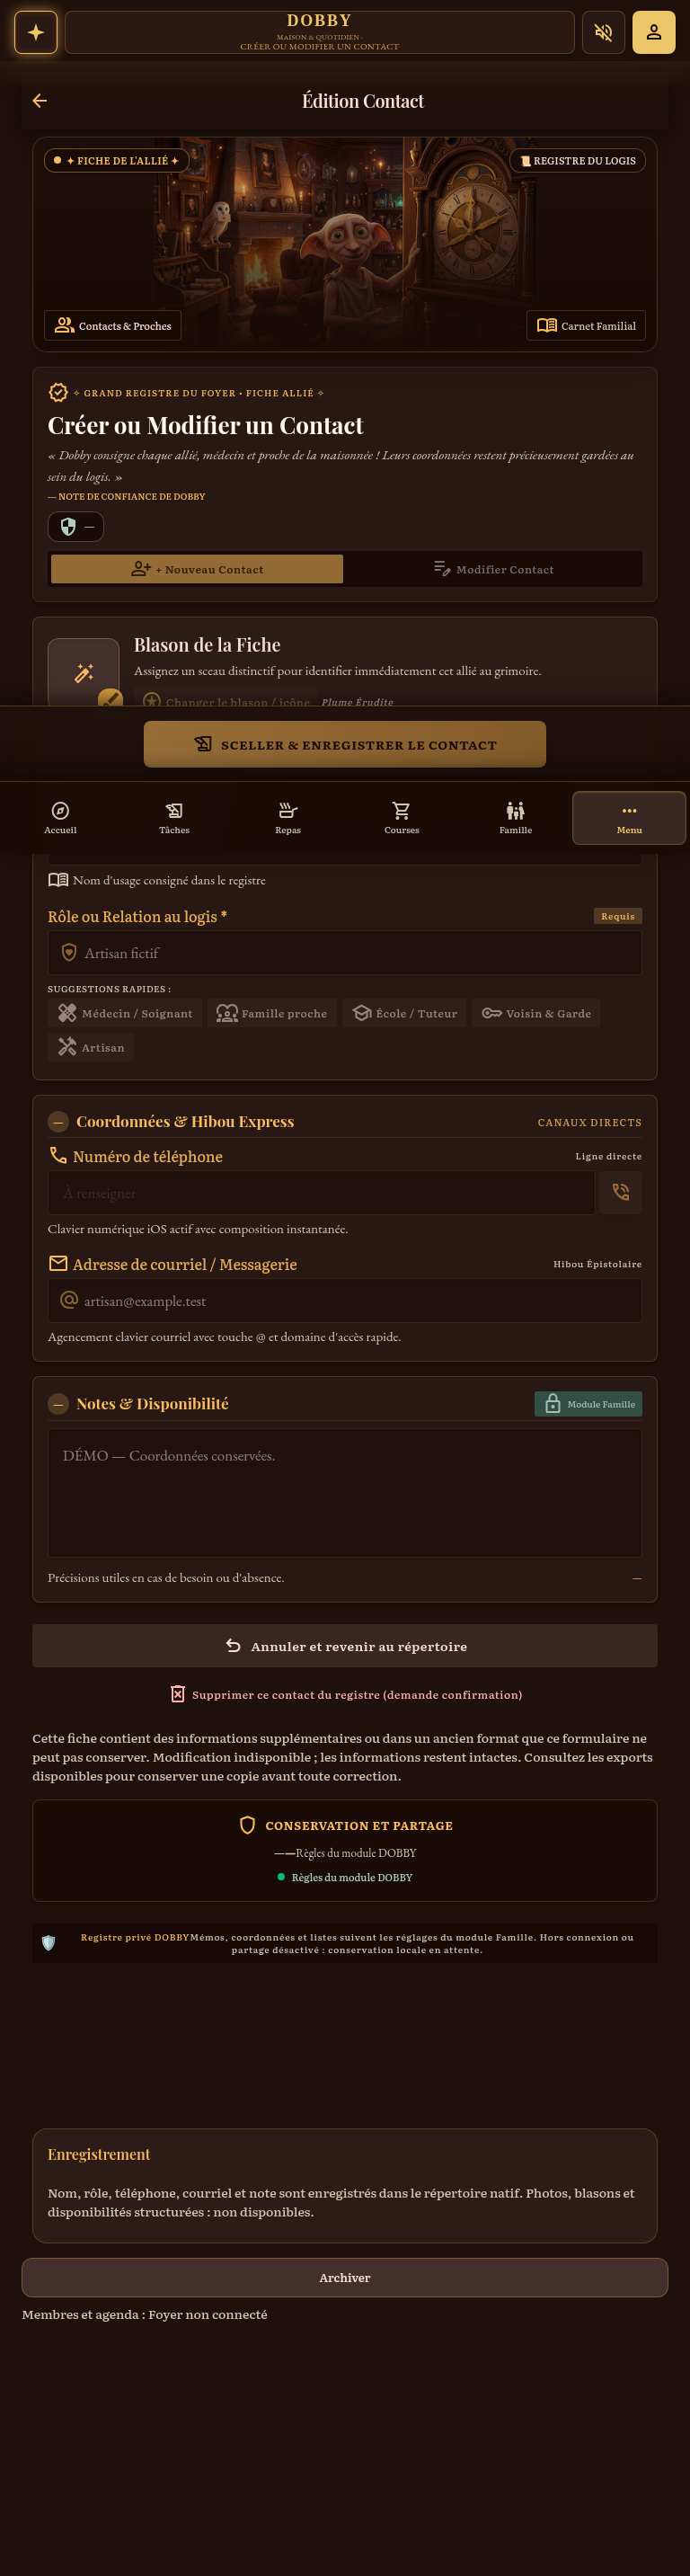 DOBBY
MAISON & QUOTIDIEN ·
CRÉER OU MODIFIER UN CONTACT
Édition Contact
✦ FICHE DE L'ALLIÉ ✦
📜 REGISTRE DU LOGIS
Contacts & Proches
Carnet Familial
✧ GRAND REGISTRE DU FOYER • FICHE ALLIÉ ✧
Créer ou Modifier un Contact
« Dobby consigne chaque allié, médecin et proche de la maisonnée ! Leurs coordonnées restent précieusement gardées au
sein du logis. »
— NOTE DE CONFIANCE DE DOBBY
—
+ Nouveau Contact
Modifier Contact
Blason de la Fiche
Assignez un sceau distinctif pour identifier immédiatement cet allié au grimoire.
Changer le blason / icône
Plume Érudite
SCELLER & ENREGISTRER LE CONTACT
Accueil
Tâches
Repas
Courses
Famille
Menu
Nom d'usage consigné dans le registre
Rôle ou Relation au logis *
Requis
Artisan fictif
SUGGESTIONS RAPIDES :
Médecin / Soignant
Famille proche
École / Tuteur
Voisin & Garde
Artisan
—
Coordonnées & Hibou Express
CANAUX DIRECTS
Numéro de téléphone
Ligne directe
À renseigner
Clavier numérique iOS actif avec composition instantanée.
Adresse de courriel / Messagerie
Hibou Épistolaire
artisan@example.test
Agencement clavier courriel avec touche @ et domaine d'accès rapide.
—
Notes & Disponibilité
Module Famille
DÉMO — Coordonnées conservées.
Précisions utiles en cas de besoin ou d'absence.
—
Annuler et revenir au répertoire
Supprimer ce contact du registre (demande confirmation)
Cette fiche contient des informations supplémentaires ou dans un ancien format que ce formulaire ne
peut pas conserver. Modification indisponible ; les informations restent intactes. Consultez les exports
disponibles pour conserver une copie avant toute correction.
CONSERVATION ET PARTAGE
——Règles du module DOBBY
Règles du module DOBBY
Registre privé DOBBYMémos, coordonnées et listes suivent les réglages du module Famille. Hors connexion ou
partage désactivé : conservation locale en attente.
Enregistrement
Nom, rôle, téléphone, courriel et note sont enregistrés dans le répertoire natif. Photos, blasons et
disponibilités structurées : non disponibles.
Archiver
Membres et agenda : Foyer non connecté